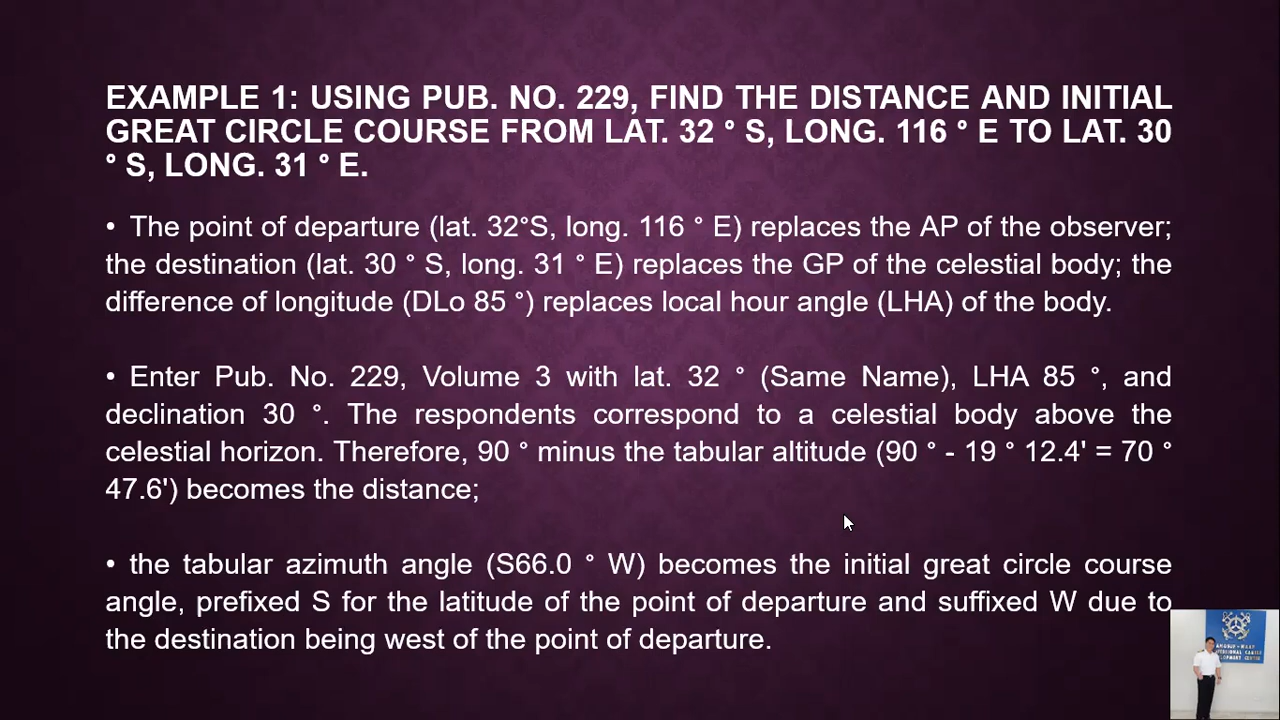 EXAMPLE 1: USING PUB. NO. 229, FIND THE DISTANCE AND INITIAL
GREAT CIRCLE COURSE FROM LAT. 32 ° S, LONG. 116 ° E TO LAT. 30
° S, LONG. 31 ° E.
• The point of departure (lat. 32°S, long. 116 ° E) replaces the AP of the observer;
the destination (lat. 30 ° S, long. 31 ° E) replaces the GP of the celestial body; the
difference of longitude (DLo 85 °) replaces local hour angle (LHA) of the body.
• Enter Pub. No. 229, Volume 3 with lat. 32 ° (Same Name), LHA 85 °, and
declination 30 °. The respondents correspond to a celestial body above the
celestial horizon. Therefore, 90 ° minus the tabular altitude (90 ° - 19 ° 12.4' = 70 °
47.6') becomes the distance;
• the tabular azimuth angle (S66.0 ° W) becomes the initial great circle course
angle, prefixed S for the latitude of the point of departure and suffixed W due to
the destination being west of the point of departure.